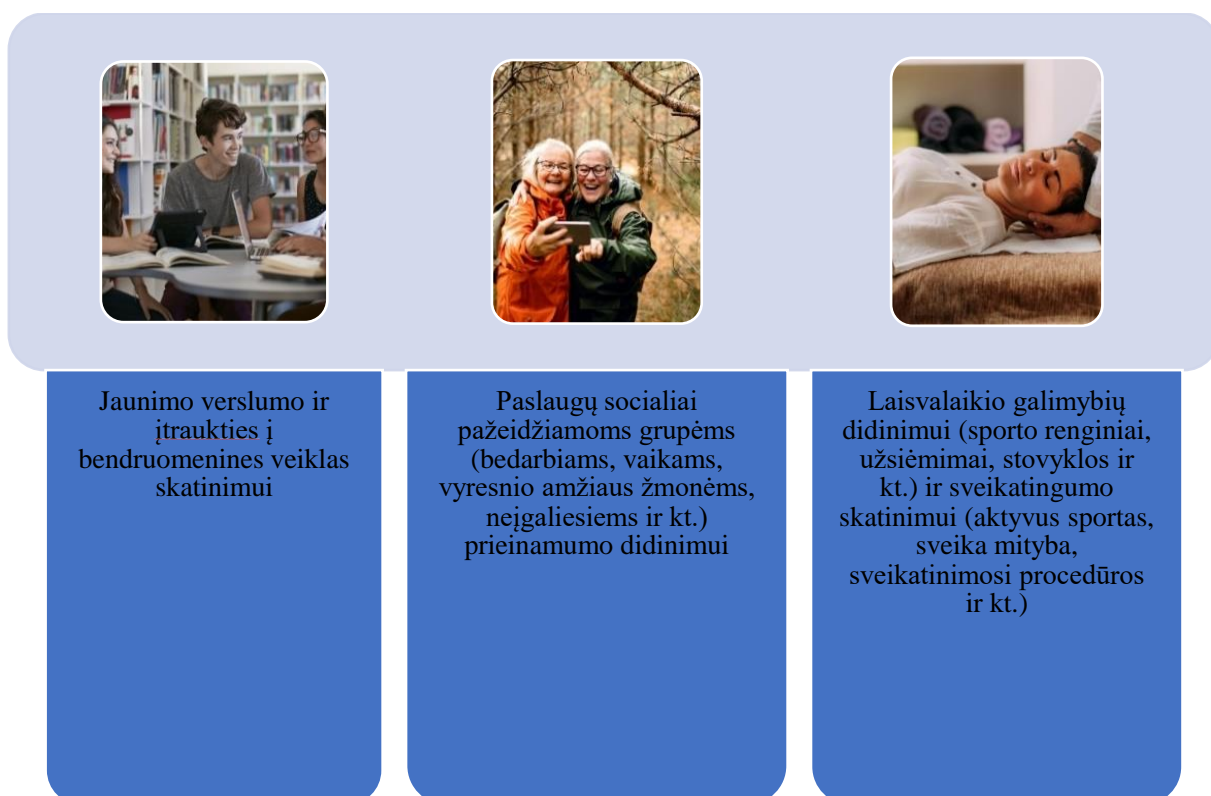 Jaunimo verslumo ir
įtraukties į
bendruomenines veiklas
skatinimui
Paslaugų socialiai
pažeidžiamoms grupėms
(bedarbiams, vaikams,
vyresnio amžiaus žmonėms,
neįgaliesiems ir kt.)
prieinamumo didinimui
Laisvalaikio galimybių
didinimui (sporto renginiai,
užsiėmimai, stovyklos ir
kt.) ir sveikatingumo
skatinimui (aktyvus sportas,
sveika mityba,
sveikatinimosi procedūros
ir kt.)